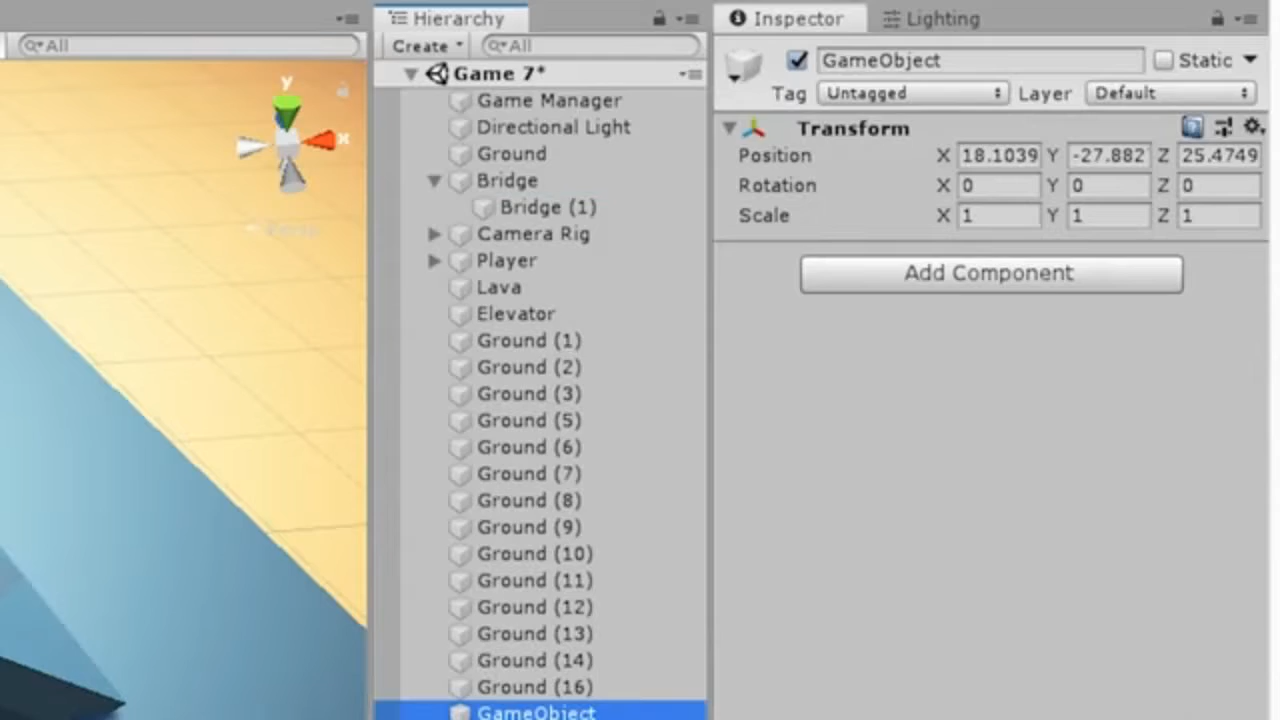 All
y
x
Hierarchy
Create
All
Game 7*
Game Manager
Directional Light
Ground
Bridge
Bridge (1)
Camera Rig
Player
Lava
Elevator
Ground (1)
Ground (2)
Ground (3)
Ground (5)
Ground (6)
Ground (7)
Ground (8)
Ground (9)
Ground (10)
Ground (11)
Ground (12)
Ground (13)
Ground (14)
Ground (16)
GameObject
Inspector Lighting
GameObject Static
Tag Untagged Layer Default
Transform
Position X 18.1039 Y -27.882 Z 25.4749
Rotation X 0 Y 0 Z 0
Scale X 1 Y 1 Z 1
Add Component